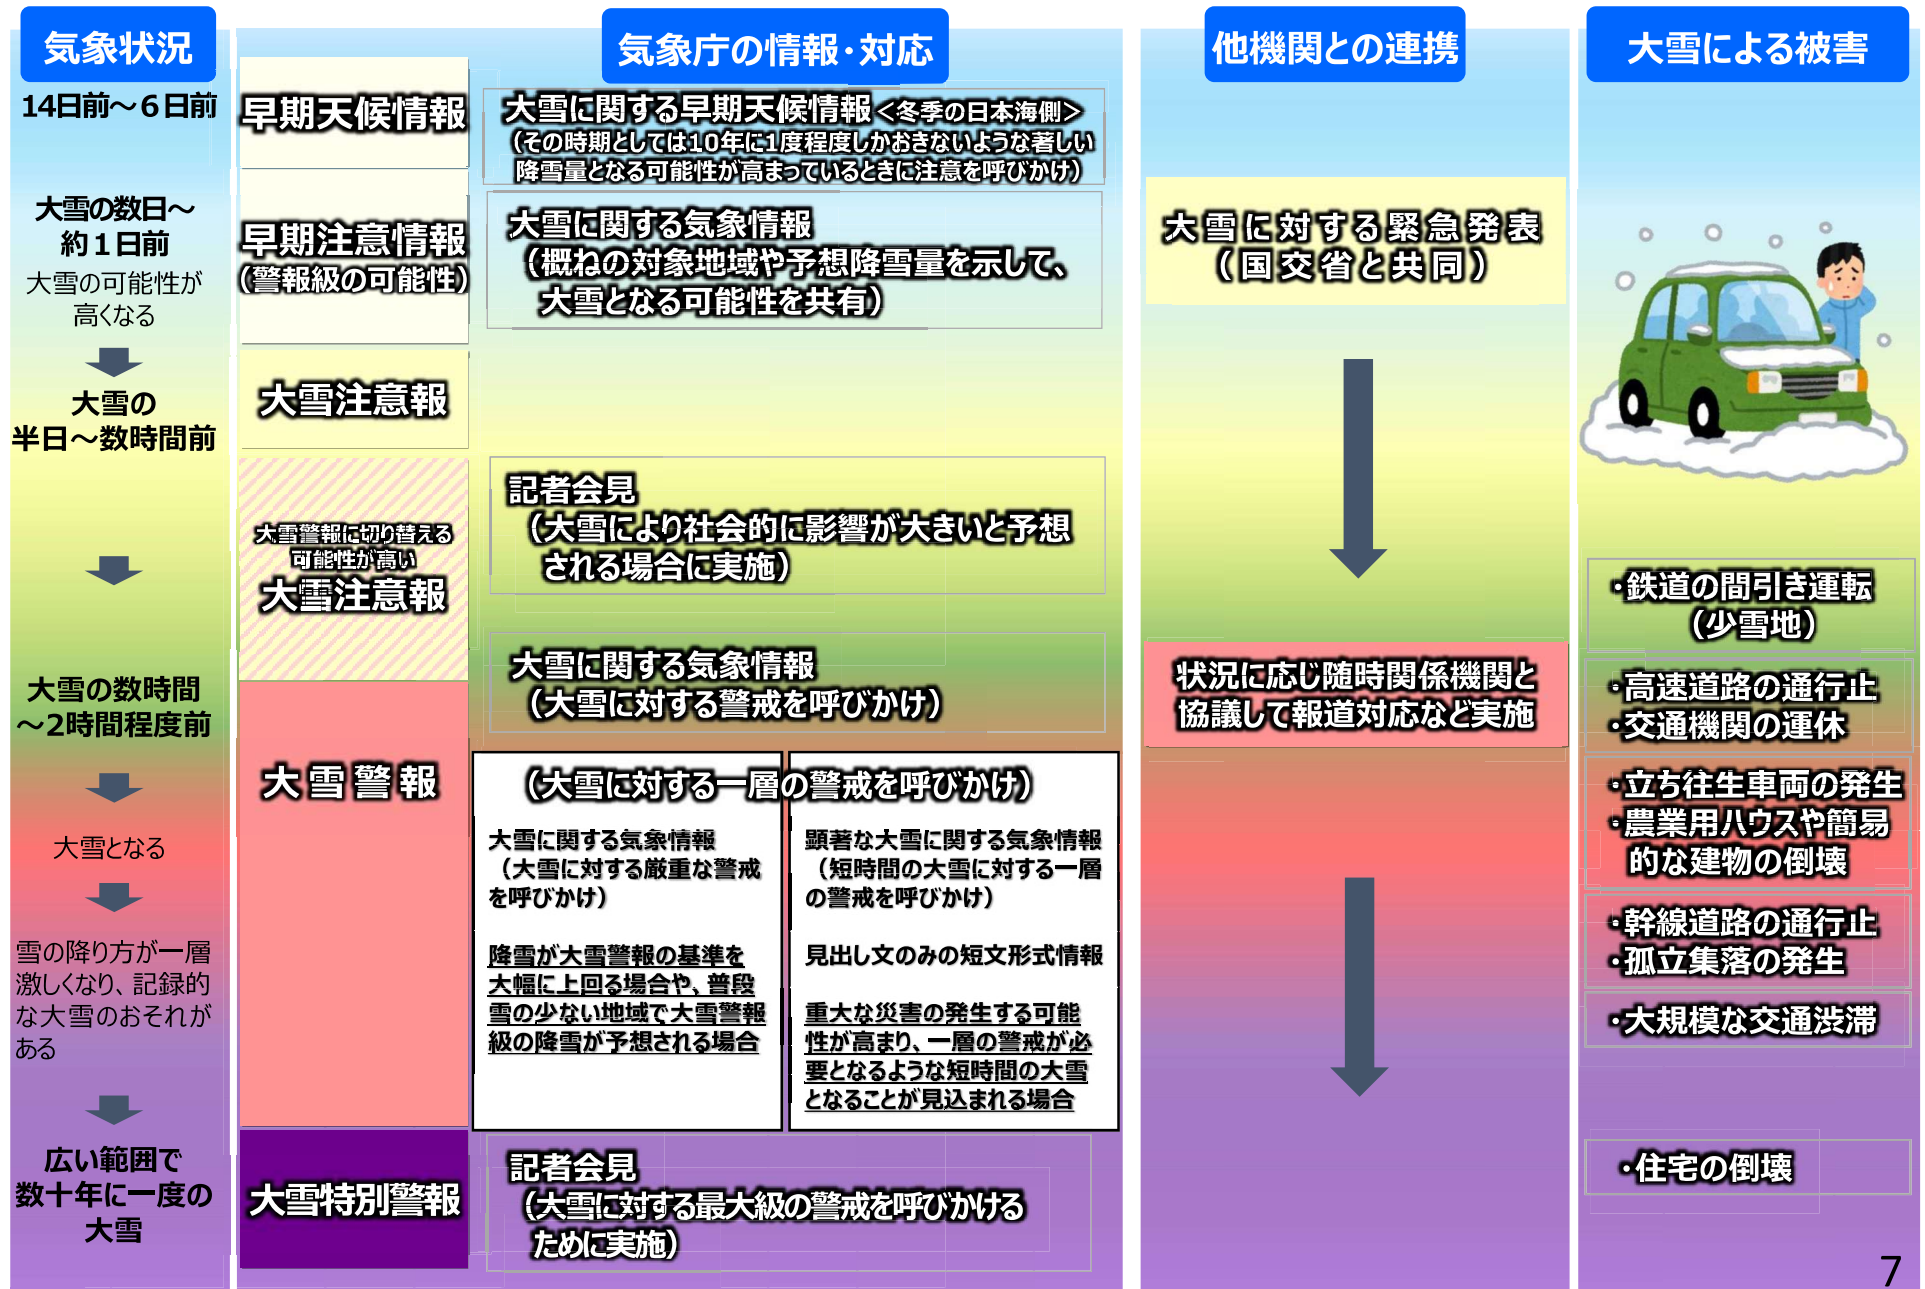 気象状況
14日前～6日前
大雪の数日～
約1日前
大雪の可能性が
高くなる
大雪の
半日～数時間前
大雪の数時間
～2時間程度前
大雪となる
雪の降り方が一層
激しくなり、記録的
な大雪のおそれが
ある
広い範囲で
数十年に一度の
大雪
気象庁の情報・対応
早期天候情報
早期注意情報
（警報級の可能性）
大雪注意報
大雪警報に切り替える
可能性が高い
大雪注意報
大雪警報
大雪特別警報
大雪に関する早期天候情報＜冬季の日本海側＞
（その時期としては10年に1度程度しかおきないような著しい
降雪量となる可能性が高まっているときに注意を呼びかけ）
大雪に関する気象情報
（概ねの対象地域や予想降雪量を示して、
大雪となる可能性を共有）
記者会見
（大雪により社会的に影響が大きいと予想
される場合に実施）
大雪に関する気象情報
（大雪に対する警戒を呼びかけ）
（大雪に対する一層の警戒を呼びかけ）
大雪に関する気象情報
（大雪に対する厳重な警戒
を呼びかけ）
降雪が大雪警報の基準を
大幅に上回る場合や、普段
雪の少ない地域で大雪警報
級の降雪が予想される場合
顕著な大雪に関する気象情報
（短時間の大雪に対する一層
の警戒を呼びかけ）
見出し文のみの短文形式情報
重大な災害の発生する可能
性が高まり、一層の警戒が必
要となるような短時間の大雪
となることが見込まれる場合
記者会見
（大雪に対する最大級の警戒を呼びかける
ために実施）
他機関との連携
大雪に対する緊急発表
（国交省と共同）
状況に応じ随時関係機関と
協議して報道対応など実施
大雪による被害
・鉄道の間引き運転
（少雪地）
・高速道路の通行止
・交通機関の運休
・立ち往生車両の発生
・農業用ハウスや簡易
的な建物の倒壊
・幹線道路の通行止
・孤立集落の発生
・大規模な交通渋滞
・住宅の倒壊
7